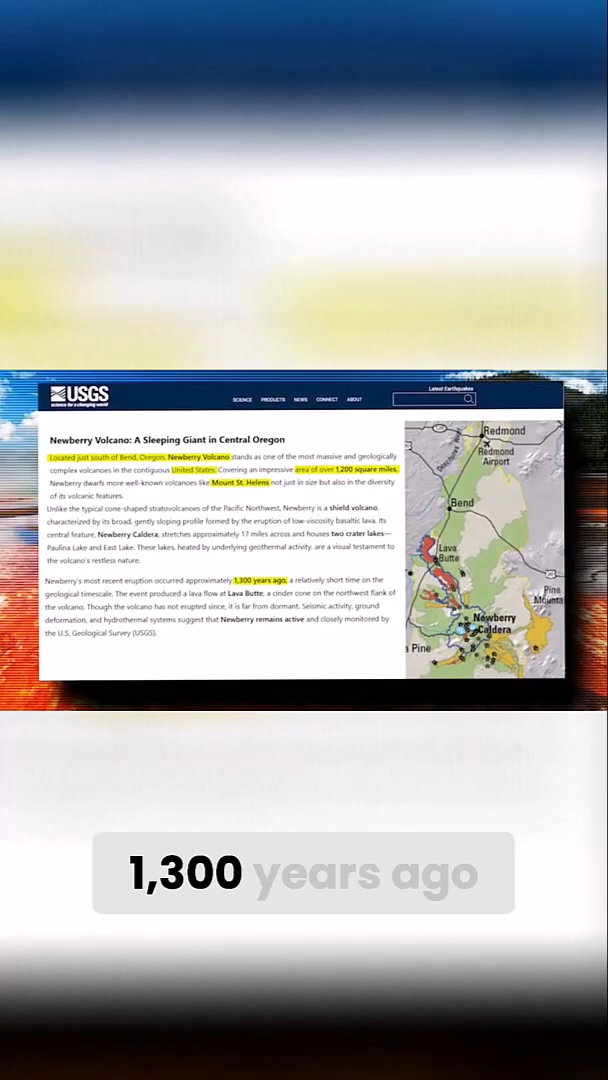 USGS
science for a changing world
Latest Earthquakes
SCIENCE PRODUCTS NEWS CONNECT ABOUT
Newberry Volcano: A Sleeping Giant in Central Oregon
Located just south of Bend, Oregon, Newberry Volcano stands as one of the most massive and geologically
complex volcanoes in the contiguous United States. Covering an impressive area of over 1,200 square miles,
Newberry dwarfs more well-known volcanoes like Mount St. Helens not just in size but also in the diversity
of its volcanic features.
Unlike the typical cone-shaped stratovolcanoes of the Pacific Northwest, Newberry is a shield volcano,
characterized by its broad, gently sloping profile formed by the eruption of low-viscosity basaltic lava. Its
central feature, Newberry Caldera, stretches approximately 17 miles across and houses two crater lakes—
Paulina Lake and East Lake. These lakes, heated by underlying geothermal activity, are a visual testament to
the volcano's restless nature.
Newberry's most recent eruption occurred approximately 1,300 years ago, a relatively short time on the
geological timescale. The event produced a lava flow at Lava Butte, a cinder cone on the northwest flank of
the volcano. Though the volcano has not erupted since, it is far from dormant. Seismic activity, ground
deformation, and hydrothermal systems suggest that Newberry remains active and closely monitored by
the U.S. Geological Survey (USGS).
Redmond
Redmond
Airport
Deschutes River
Bend
Lava
Butte
Pine
Mounta
Newberry
Caldera
a Pine
1,300 years ago